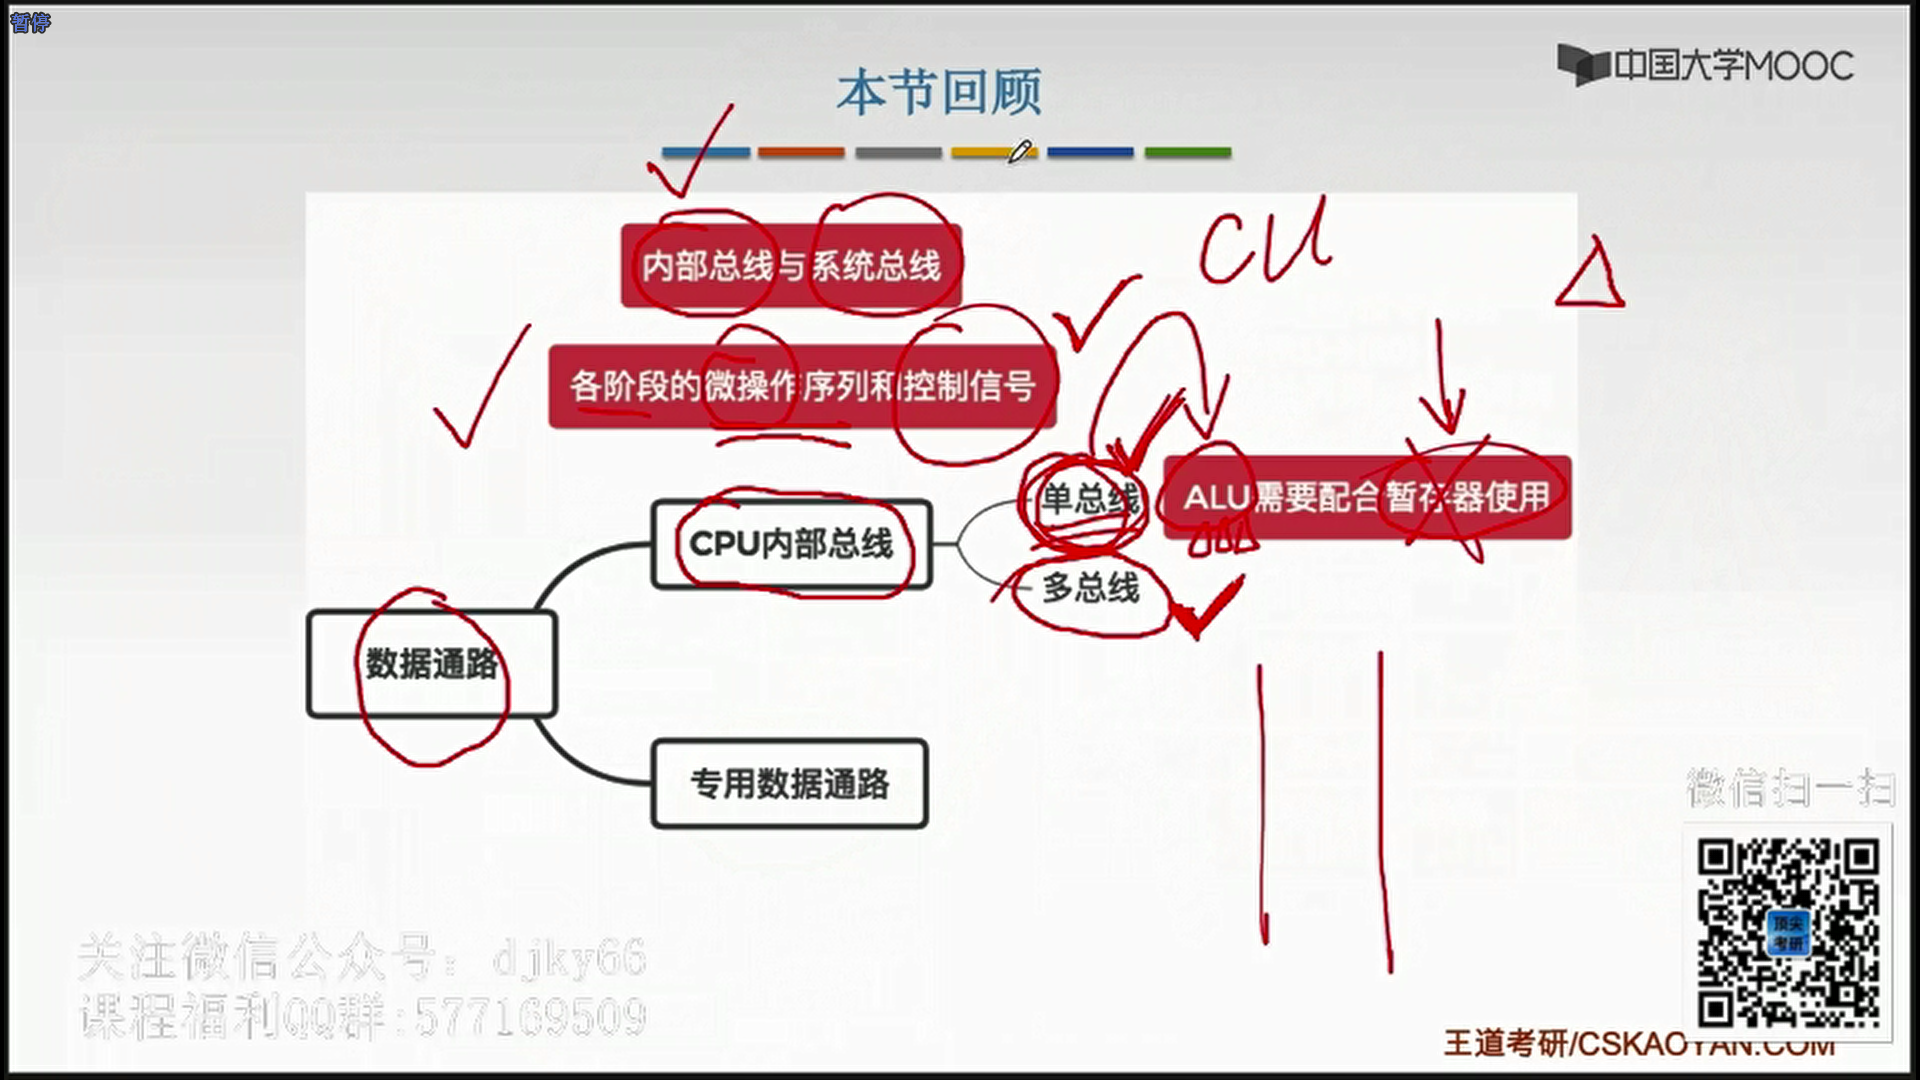 暂停
中国大学MOOC
本节回顾
CU
内部总线与系统总线
各阶段的微操作序列和控制信号
单总线
ALU需要配合暂存器使用
CPU内部总线
多总线
数据通路
专用数据通路
微信扫一扫
顶尖
考研
关注微信公众号：djky66
课程福利QQ群:577169509
王道考研/CSKAOYAN.COM